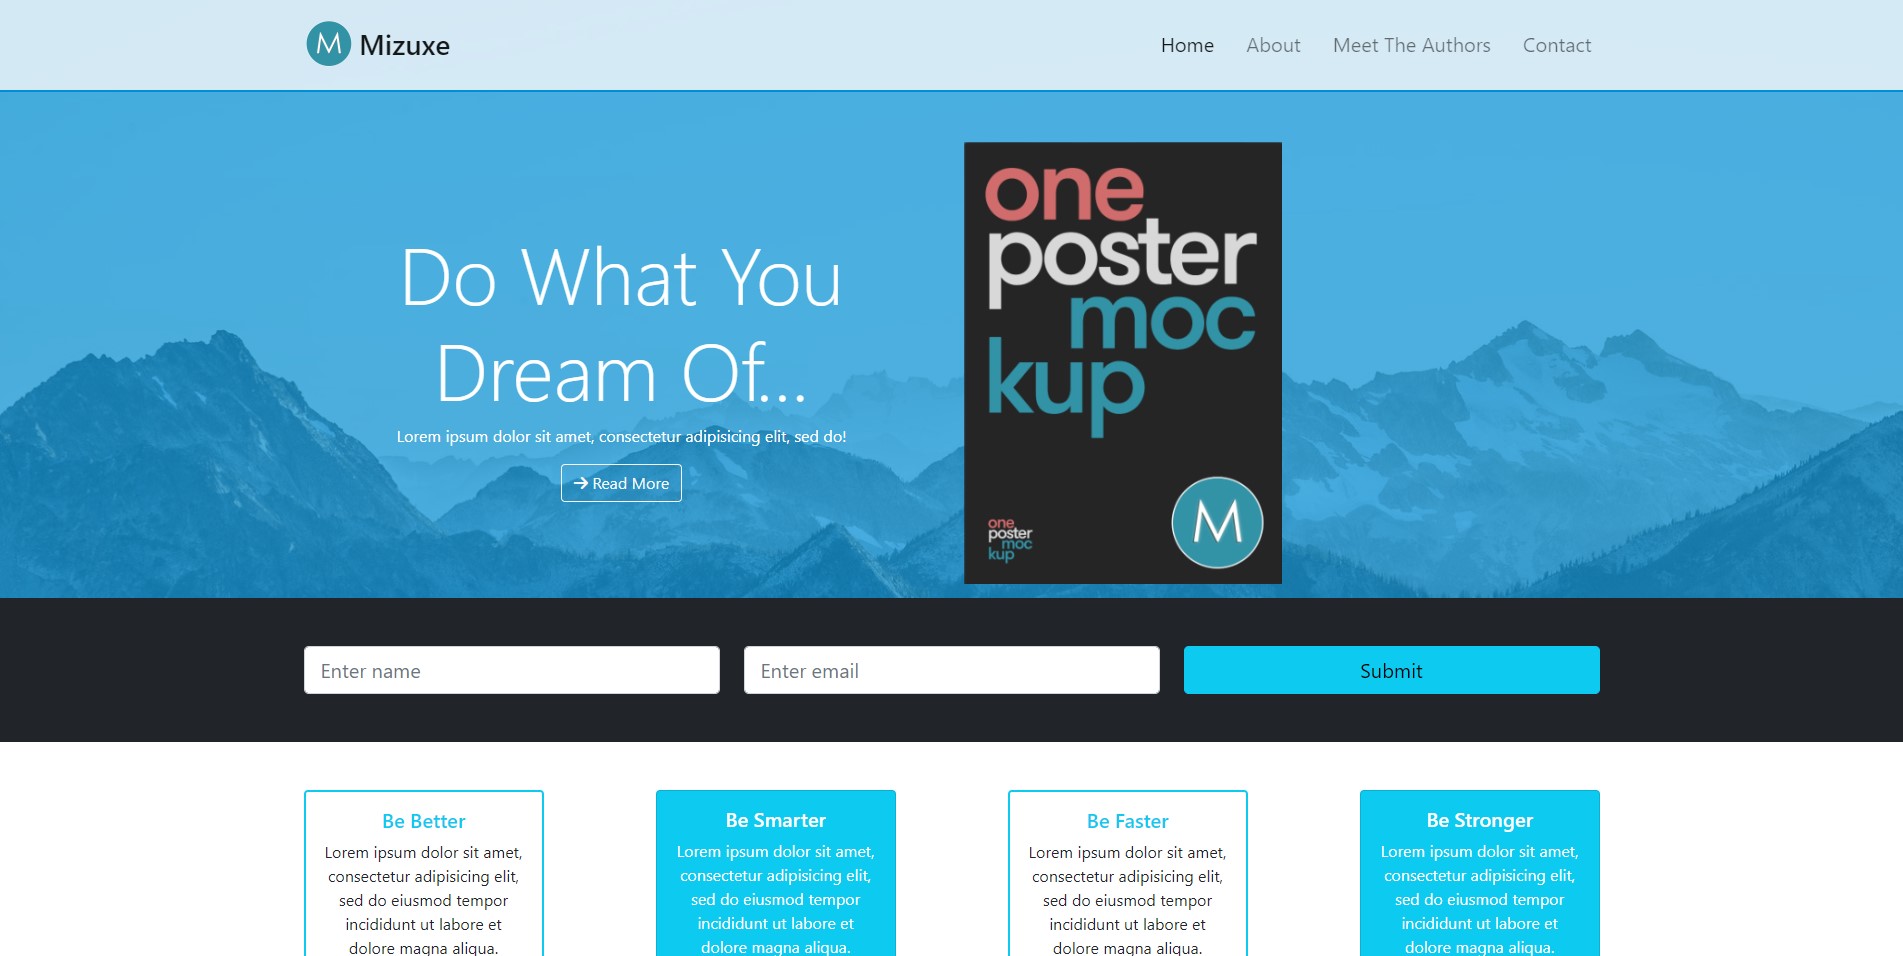 M Mizuxe
Home About Meet The Authors Contact
Do What You
Dream Of...
Lorem ipsum dolor sit amet, consectetur adipisicing elit, sed do!
Read More
one
poster
moc
kup
one
poster
moc
kup
M
Enter name
Enter email
Submit
Be Better
Lorem ipsum dolor sit amet,
consectetur adipisicing elit,
sed do eiusmod tempor
incididunt ut labore et
dolore magna aliqua.
Be Smarter
Lorem ipsum dolor sit amet,
consectetur adipisicing elit,
sed do eiusmod tempor
incididunt ut labore et
dolore magna aliqua.
Be Faster
Lorem ipsum dolor sit amet,
consectetur adipisicing elit,
sed do eiusmod tempor
incididunt ut labore et
dolore magna aliqua.
Be Stronger
Lorem ipsum dolor sit amet,
consectetur adipisicing elit,
sed do eiusmod tempor
incididunt ut labore et
dolore magna aliqua.